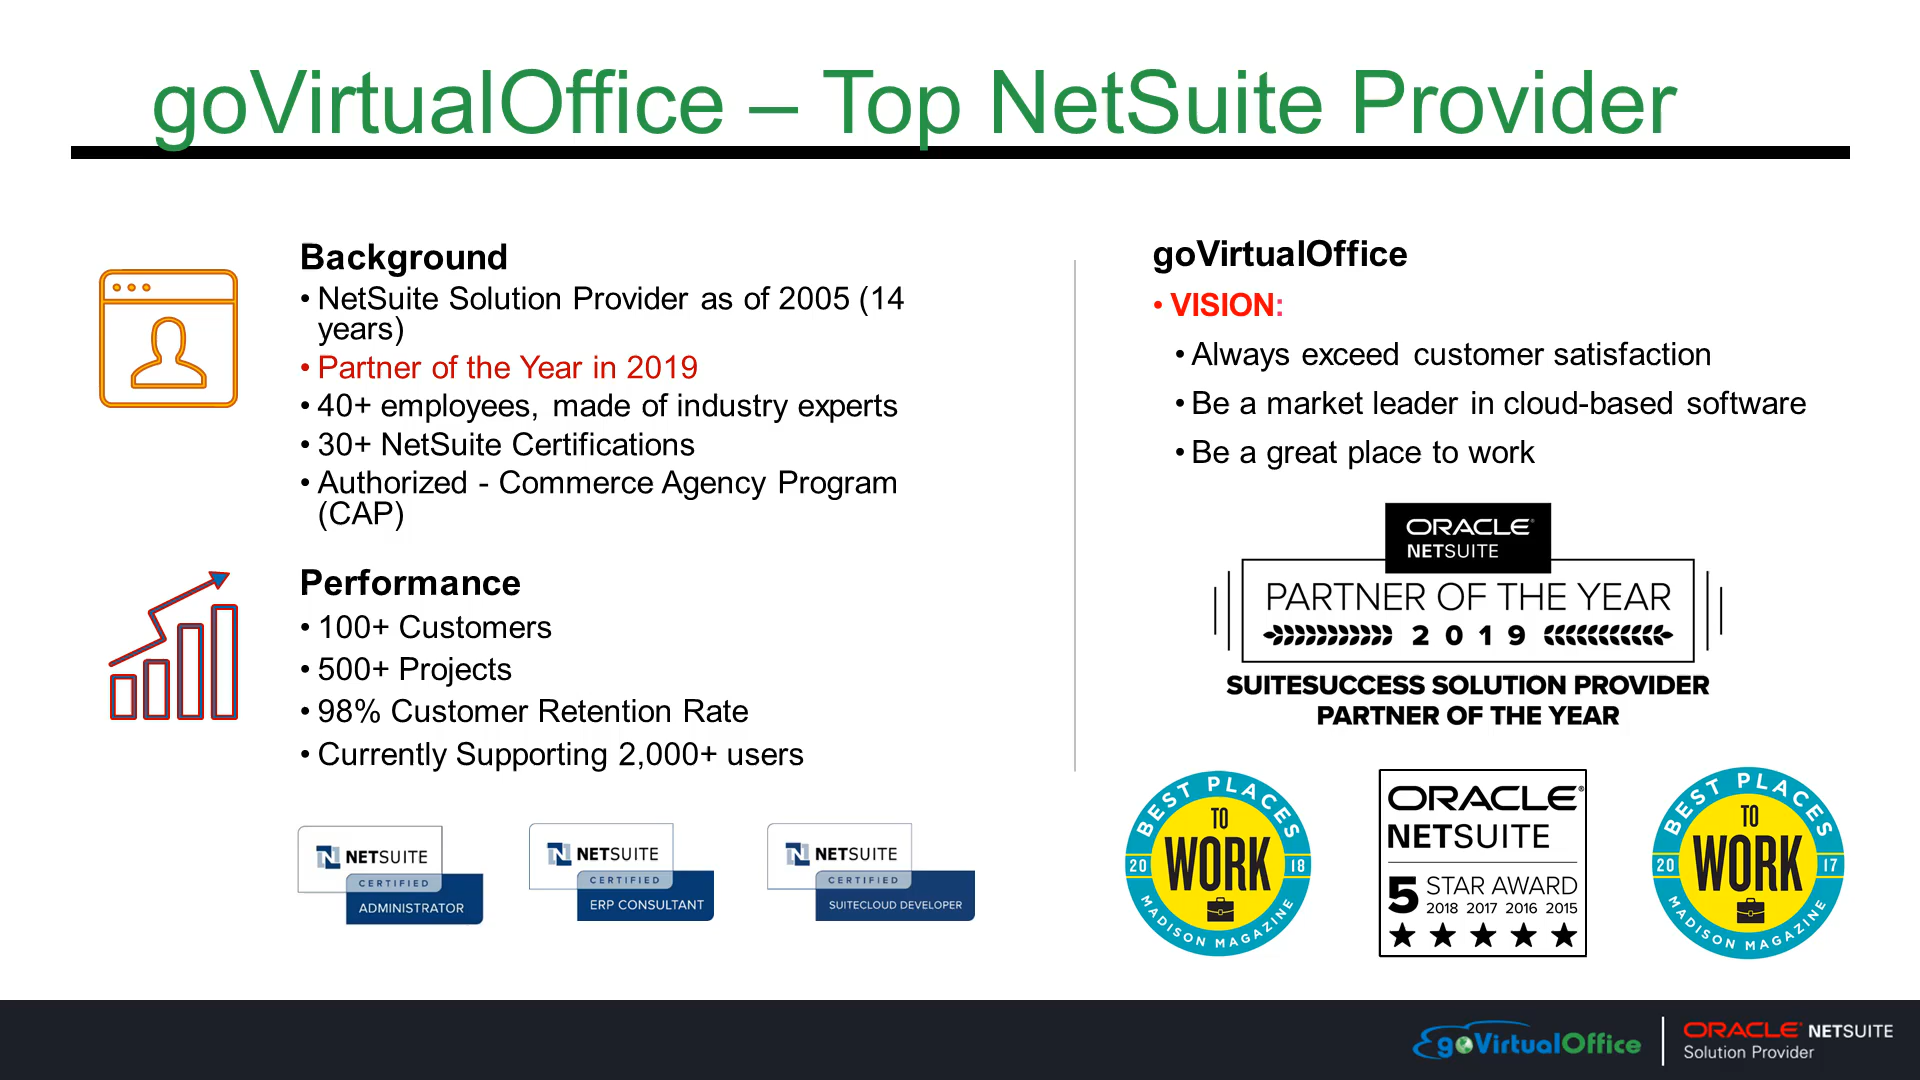 goVirtualOffice – Top NetSuite Provider
Background
• NetSuite Solution Provider as of 2005 (14
years)
• Partner of the Year in 2019
• 40+ employees, made of industry experts
• 30+ NetSuite Certifications
• Authorized - Commerce Agency Program
(CAP)
Performance
• 100+ Customers
• 500+ Projects
• 98% Customer Retention Rate
• Currently Supporting 2,000+ users
N NETSUITE
CERTIFIED
ADMINISTRATOR
N NETSUITE
CERTIFIED
ERP CONSULTANT
N NETSUITE
CERTIFIED
SUITECLOUD DEVELOPER
goVirtualOffice
• VISION:
• Always exceed customer satisfaction
• Be a market leader in cloud-based software
• Be a great place to work
ORACLE®
NETSUITE
PARTNER OF THE YEAR
2019
SUITESUCCESS SOLUTION PROVIDER
PARTNER OF THE YEAR
BEST PLACES
TO
WORK
20 18
MADISON MAGAZINE
ORACLE®
NETSUITE
5 STAR AWARD
2018 2017 2016 2015
BEST PLACES
TO
WORK
20 17
MADISON MAGAZINE
goVirtualOffice
ORACLE® NETSUITE
Solution Provider